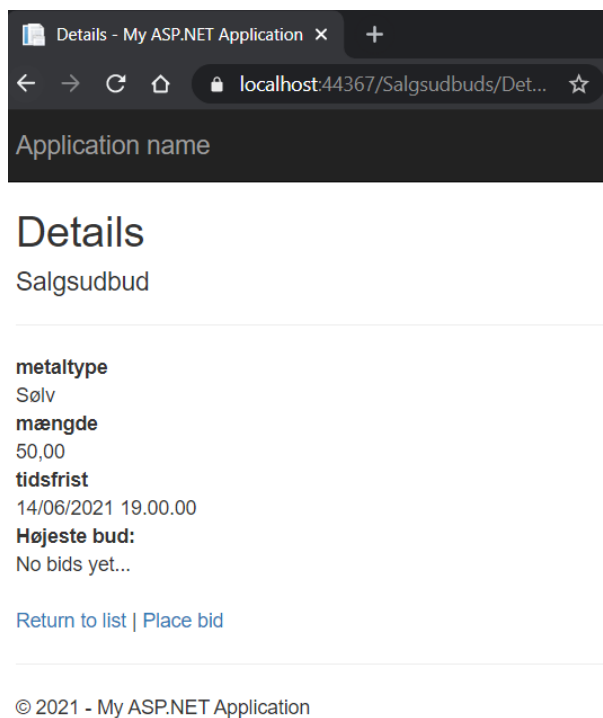 Details - My ASP.NET Application
localhost:44367/Salgsudbuds/Det...
Application name
Details
Salgsudbud
metaltype
Sølv
mængde
50,00
tidsfrist
14/06/2021 19.00.00
Højeste bud:
No bids yet...
Return to list | Place bid
© 2021 - My ASP.NET Application